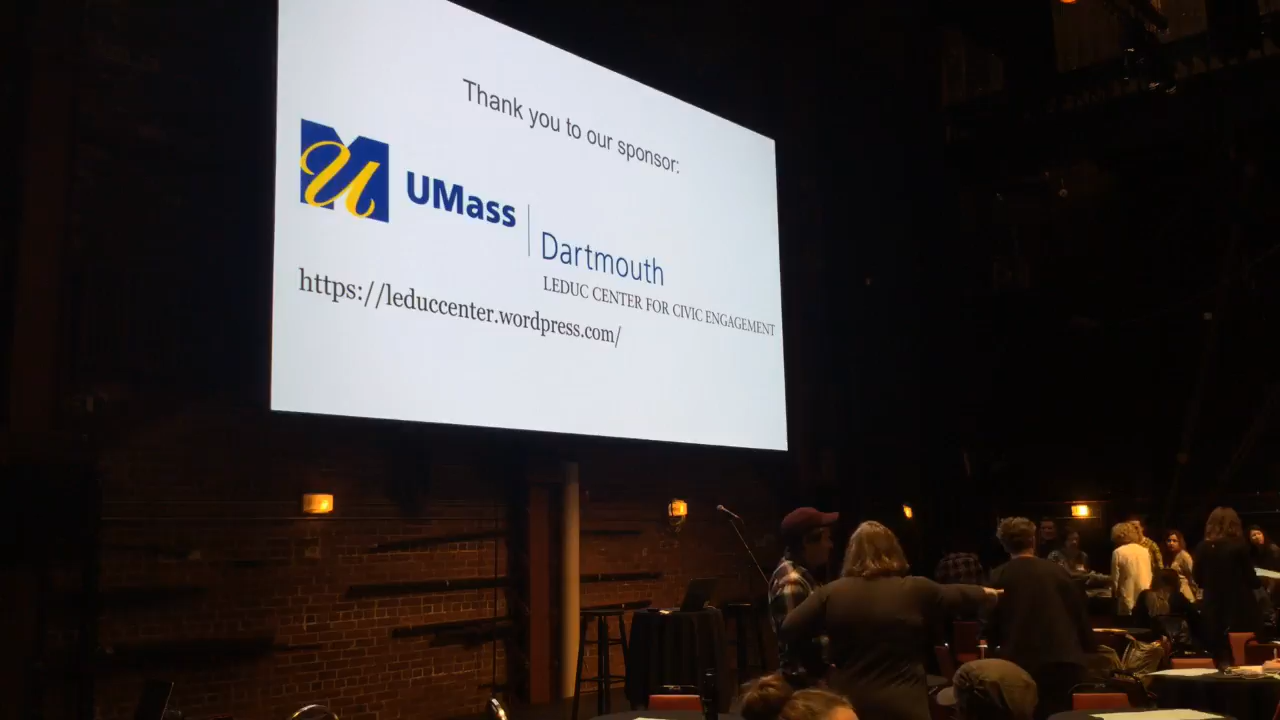 Thank you to our sponsor:
UMass
Dartmouth
LEDUC CENTER FOR CIVIC ENGAGEMENT
https://leduccenter.wordpress.com/